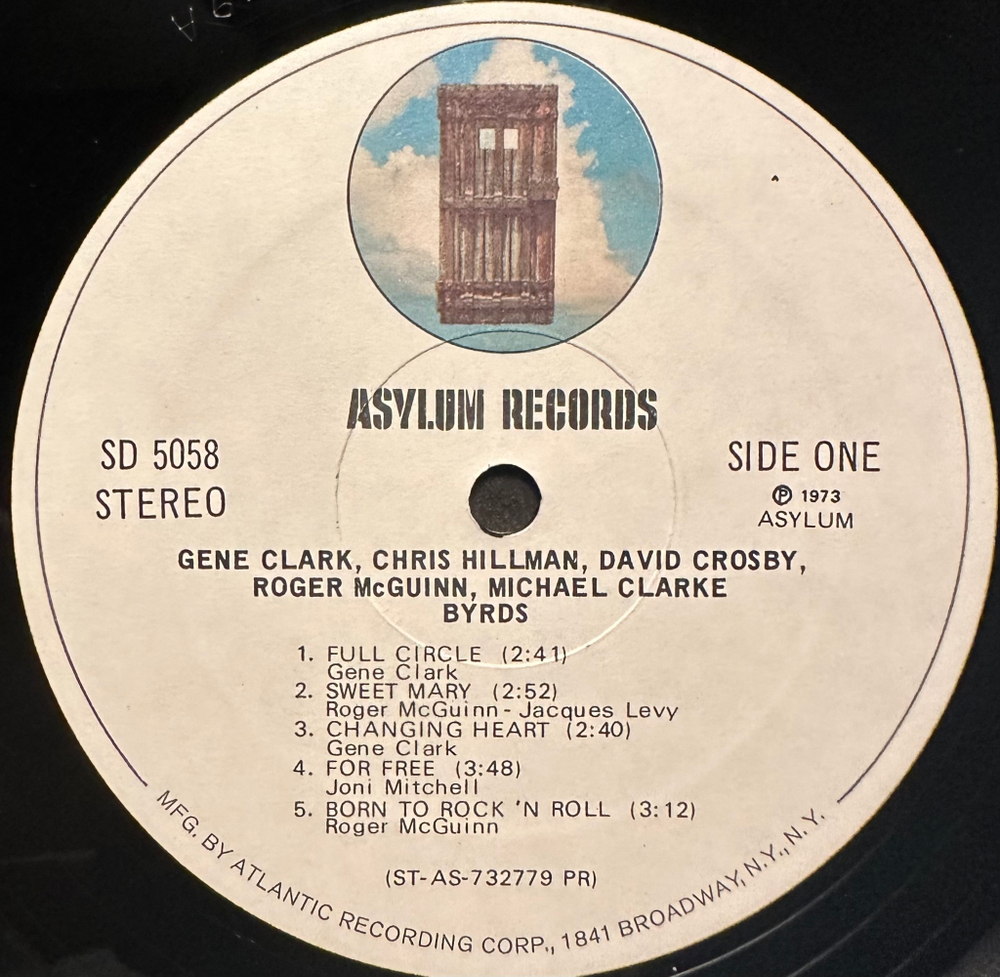 ASYLUM RECORDS
SD 5058
STEREO
SIDE ONE
Ⓟ 1973
ASYLUM
GENE CLARK, CHRIS HILLMAN, DAVID CROSBY,
ROGER McGUINN, MICHAEL CLARKE
BYRDS
1. FULL CIRCLE (2:41)
Gene Clark
2. SWEET MARY (2:52)
Roger McGuinn - Jacques Levy
3. CHANGING HEART (2:40)
Gene Clark
4. FOR FREE (3:48)
Joni Mitchell
5. BORN TO ROCK 'N ROLL (3:12)
Roger McGuinn
(ST-AS-732779 PR)
MFG. BY ATLANTIC RECORDING CORP., 1841 BROADWAY, N.Y., N.Y.